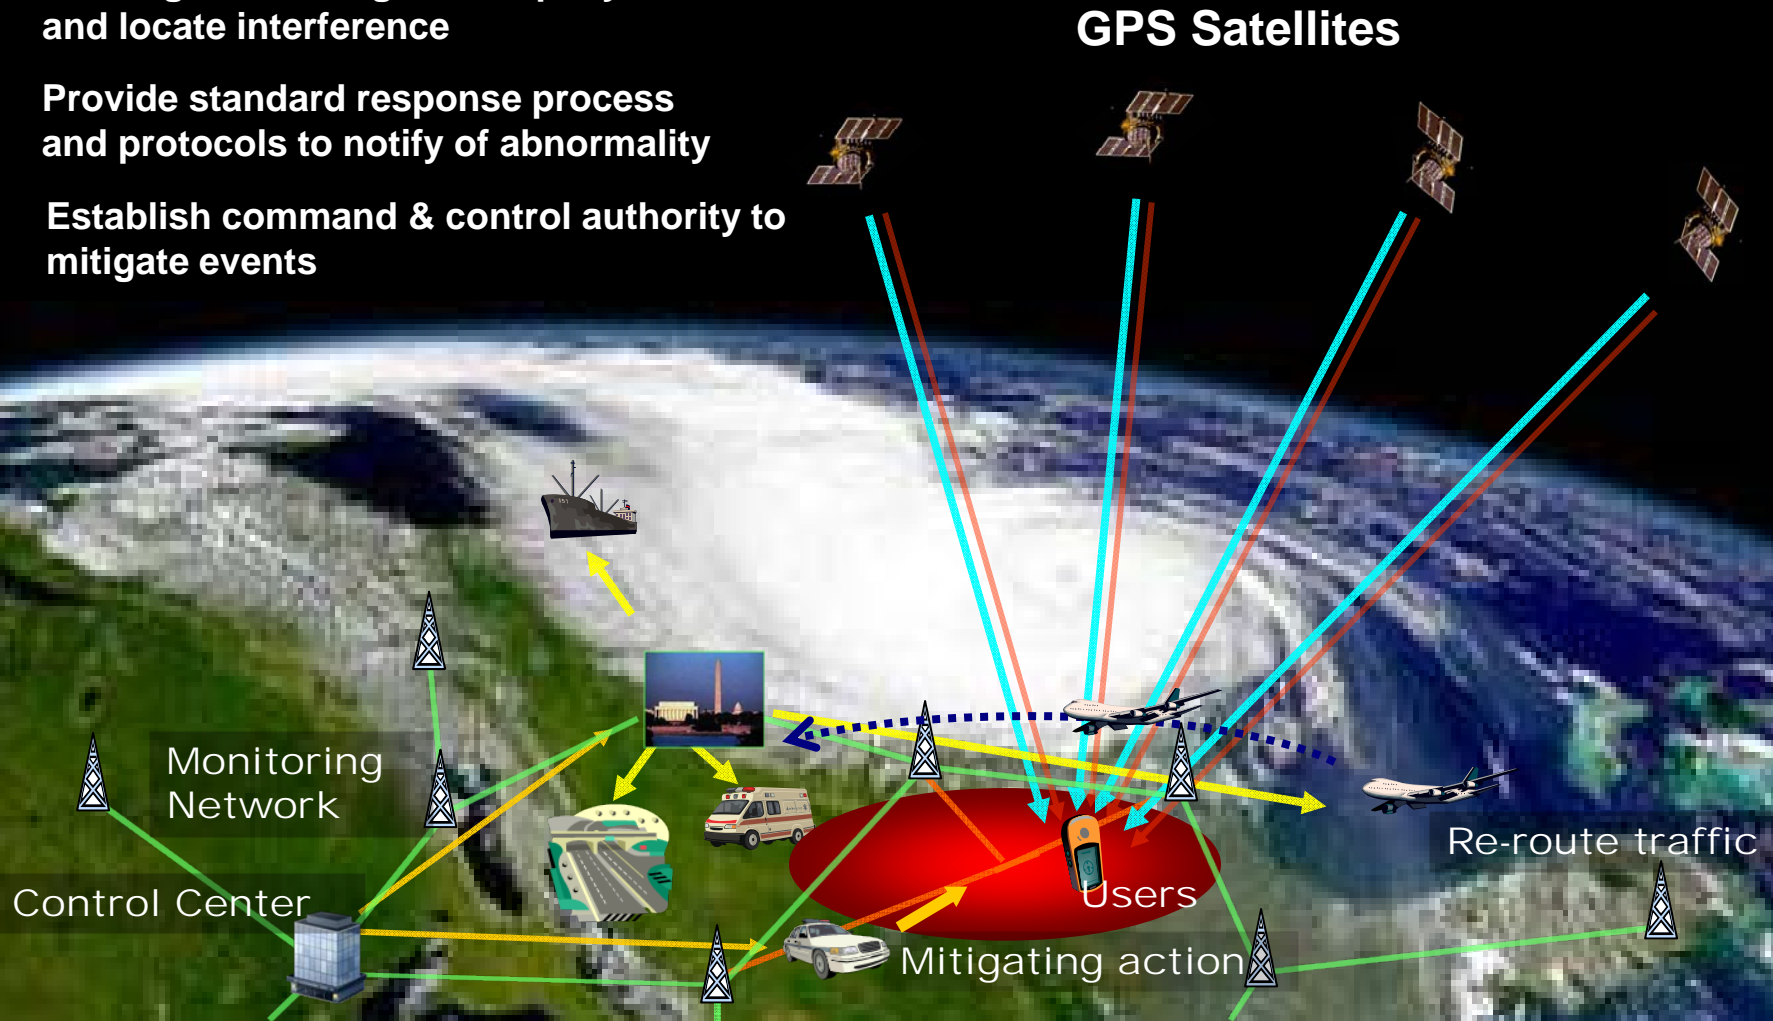 and locate interference
GPS Satellites
Provide standard response process
and protocols to notify of abnormality
Establish command & control authority to
mitigate events
Monitoring
Network
Re-route traffic
Control Center
Users
Mitigating action